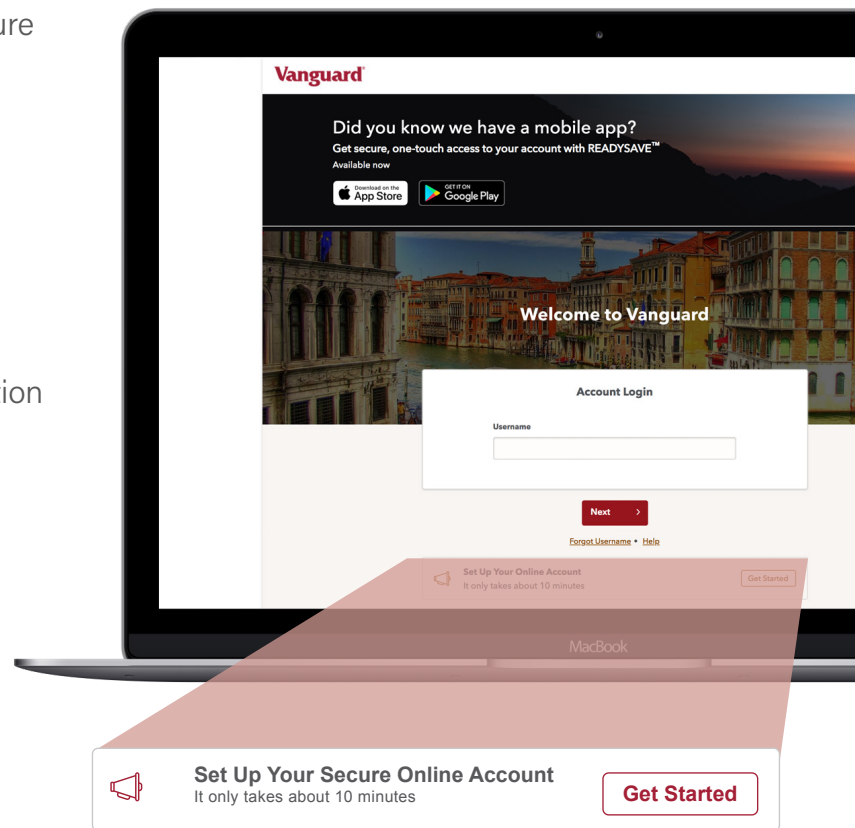 Vanguard
Did you know we have a mobile app?
Get secure, one-touch access to your account with READYSAVE™
Available now
Download on the
App Store
GET IT ON
Google Play
Welcome to Vanguard
Account Login
Username
Next >
Forgot Username • Help
Set Up Your Online Account
It only takes about 10 minutes
Get Started
MacBook
Set Up Your Secure Online Account
It only takes about 10 minutes
Get Started